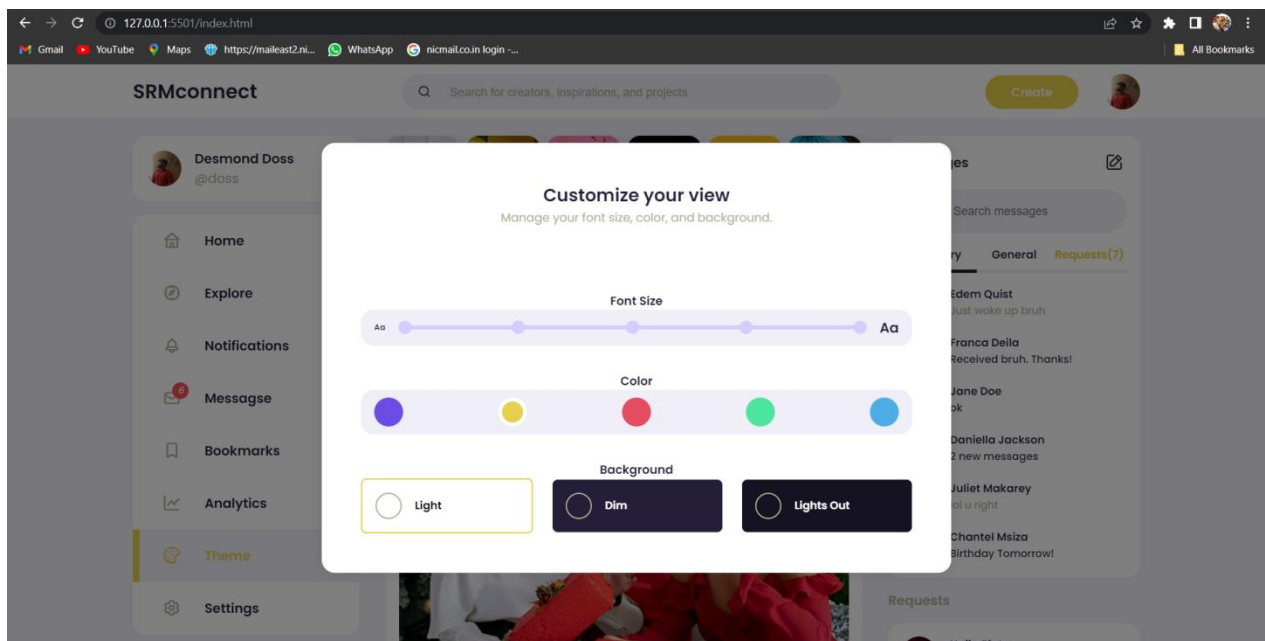 127.0.0.1:5501/index.html
Gmail YouTube Maps https://maileast2.ni... WhatsApp nicmail.co.in login -... All Bookmarks
SRMconnect Search for creators, inspirations, and projects Create
Desmond Doss
@doss
Home
Explore
Notifications
6
Messagse
Bookmarks
Analytics
Theme
Settings
Customize your view
Manage your font size, color, and background.
Font Size
Aa Aa
Color
Background
Light Dim Lights Out
ges
Search messages
ry General Requests(7)
Edem Quist
Just woke up bruh
Franca Deila
Received bruh. Thanks!
Jane Doe
ok
Daniella Jackson
2 new messages
Juliet Makarey
lol u right
Chantel Msiza
Birthday Tomorrow!
Requests